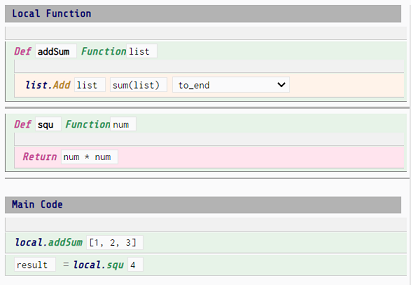 Local Function
Def addSum Function list
list.Add list sum(list) to_end
Def squ Function num
Return num * num
Main Code
local.addSum [1, 2, 3]
result = local.squ 4